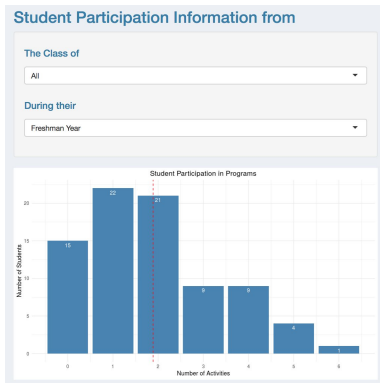 Student Participation Information from
The Class of
All
During their
Freshman Year
Student Participation in Programs
Number of Students
20
15
10
5
0
15
22
21
9
9
4
1
0
1
2
3
4
5
6
Number of Activities